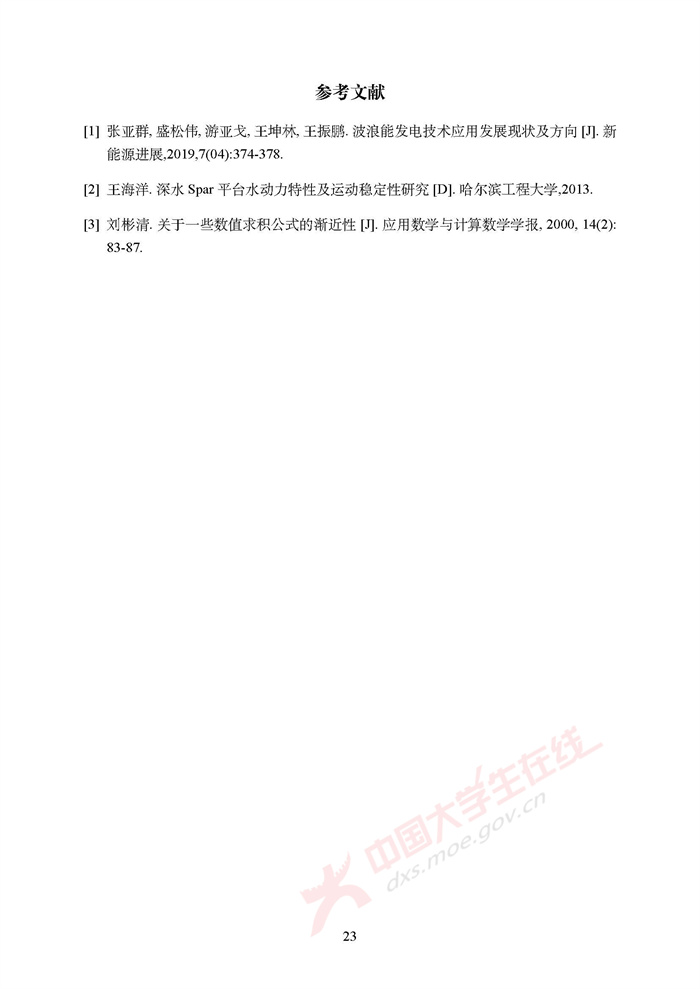 参考文献
[1] 张亚群, 盛松伟, 游亚戈, 王坤林, 王振鹏. 波浪能发电技术应用发展现状及方向 [J]. 新
能源进展,2019,7(04):374-378.
[2] 王海洋. 深水 Spar 平台水动力特性及运动稳定性研究 [D]. 哈尔滨工程大学,2013.
[3] 刘彬清. 关于一些数值求积公式的渐近性 [J]. 应用数学与计算数学学报, 2000, 14(2):
83-87.
中国大学生在线
dxs.moe.gov.cn
23